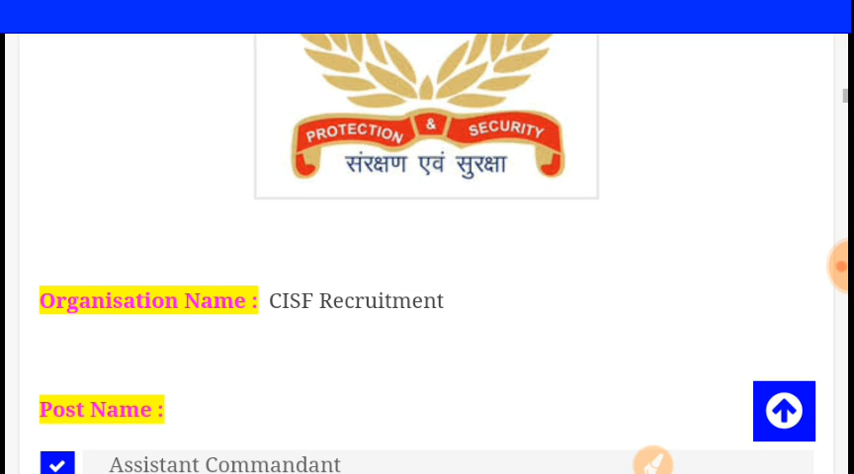 PROTECTION & SECURITY
संरक्षण एवं सुरक्षा
Organisation Name : CISF Recruitment
Post Name :
Assistant Commandant